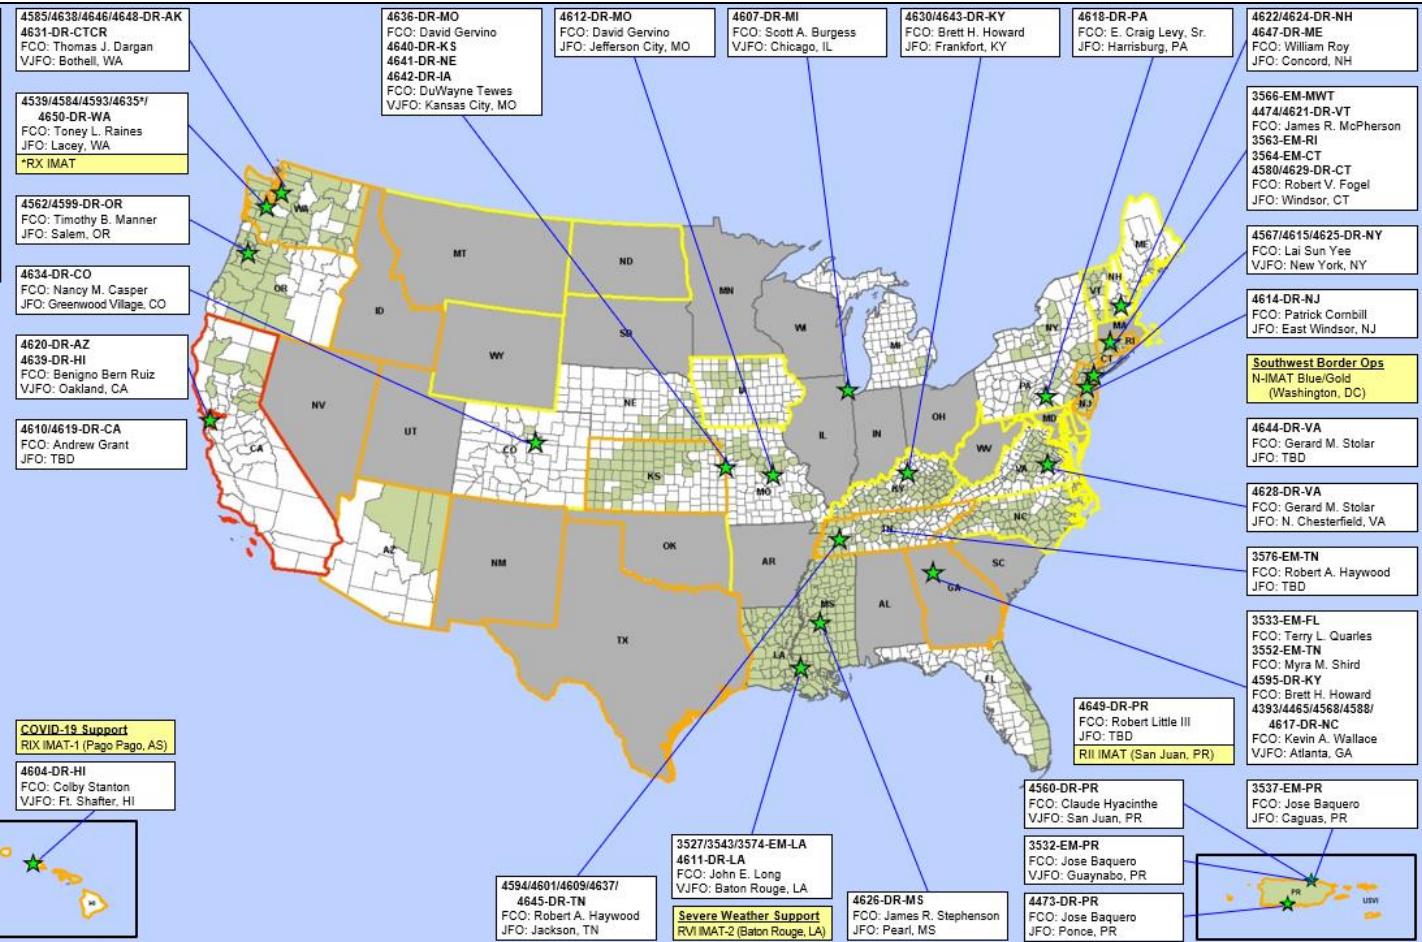 4585/4638/4646/4648-DR-AK
4631-DR-CTCR
FCO: Thomas J. Dargan
VJFO: Bothell, WA
4539/4584/4593/4635*/
4650-DR-WA
FCO: Toney L. Raines
JFO: Lacey, WA
*RX IMAT
4562/4599-DR-OR
FCO: Timothy B. Manner
JFO: Salem, OR
4634-DR-CO
FCO: Nancy M. Casper
JFO: Greenwood Village, CO
4620-DR-AZ
4639-DR-HI
FCO: Benigno Bern Ruiz
VJFO: Oakland, CA
4610/4619-DR-CA
FCO: Andrew Grant
JFO: TBD
4636-DR-MO
FCO: David Gervino
4640-DR-KS
4641-DR-NE
4642-DR-IA
FCO: DuWayne Tewes
VJFO: Kansas City, MO
4612-DR-MO
FCO: David Gervino
JFO: Jefferson City, MO
4607-DR-MI
FCO: Scott A. Burgess
VJFO: Chicago, IL
4630/4643-DR-KY
FCO: Brett H. Howard
JFO: Frankfort, KY
4618-DR-PA
FCO: E. Craig Levy, Sr.
JFO: Harrisburg, PA
4622/4624-DR-NH
4647-DR-ME
FCO: William Roy
JFO: Concord, NH
3566-EM-MWT
4474/4621-DR-VT
FCO: James R. McPherson
3563-EM-RI
3564-EM-CT
4580/4629-DR-CT
FCO: Robert V. Fogel
JFO: Windsor, CT
4567/4615/4625-DR-NY
FCO: Lai Sun Yee
VJFO: New York, NY
4614-DR-NJ
FCO: Patrick Cornbill
JFO: East Windsor, NJ
Southwest Border Ops
N-IMAT Blue/Gold
(Washington, DC)
4644-DR-VA
FCO: Gerard M. Stolar
JFO: TBD
4628-DR-VA
FCO: Gerard M. Stolar
JFO: N. Chesterfield, VA
3576-EM-TN
FCO: Robert A. Haywood
JFO: TBD
3533-EM-FL
FCO: Terry L. Quarles
3552-EM-TN
FCO: Myra M. Shird
4595-DR-KY
FCO: Brett H. Howard
4393/4465/4568/4588/
4617-DR-NC
FCO: Kevin A. Wallace
VJFO: Atlanta, GA
WA
MT
ND
MN
ME
OR
ID
SD
WI
MI
NY
VT
NH
MA
RI
CT
WY
IA
PA
NJ
NV
UT
CO
NE
IL
IN
OH
MD
WV
VA
CA
KS
MO
KY
TN
NC
AZ
NM
OK
AR
SC
TX
LA
MS
AL
GA
FL
COVID-19 Support
RIX IMAT-1 (Pago Pago, AS)
4604-DR-HI
FCO: Colby Stanton
VJFO: Ft. Shafter, HI
HI
4594/4601/4609/4637/
4645-DR-TN
FCO: Robert A. Haywood
JFO: Jackson, TN
3527/3543/3574-EM-LA
4611-DR-LA
FCO: John E. Long
VJFO: Baton Rouge, LA
Severe Weather Support
RVI IMAT-2 (Baton Rouge, LA)
4626-DR-MS
FCO: James R. Stephenson
JFO: Pearl, MS
4649-DR-PR
FCO: Robert Little III
JFO: TBD
RII IMAT (San Juan, PR)
4560-DR-PR
FCO: Claude Hyacinthe
VJFO: San Juan, PR
3537-EM-PR
FCO: Jose Baquero
JFO: Caguas, PR
3532-EM-PR
FCO: Jose Baquero
VJFO: Guaynabo, PR
4473-DR-PR
FCO: Jose Baquero
JFO: Ponce, PR
PR
USVI